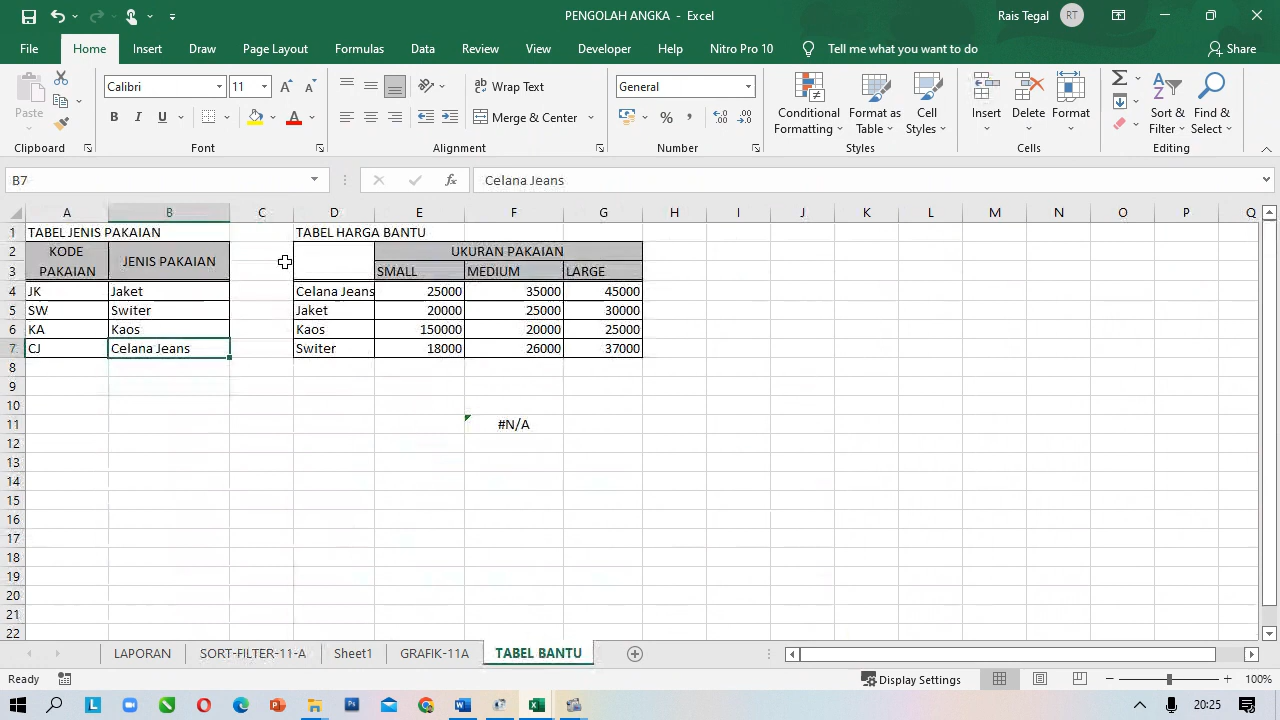 PENGOLAH ANGKA - Excel
Rais Tegal RT
File Home Insert Draw Page Layout Formulas Data Review View Developer Help Nitro Pro 10 Tell me what you want to do Share
Paste
Clipboard
Calibri 11
B I U A
Font
ab Wrap Text
Merge & Center
Alignment
General
Number
Conditional Formatting
Format as Table
Cell Styles
Styles
Insert Delete Format
Cells
Sort & Filter
Find & Select
Editing
B7 fx Celana Jeans
A B C D E F G H I J K L M N O P Q
1 TABEL JENIS PAKAIAN TABEL HARGA BANTU
2 KODE PAKAIAN JENIS PAKAIAN UKURAN PAKAIAN
3 SMALL MEDIUM LARGE
4 JK Jaket Celana Jeans 25000 35000 45000
5 SW Switer Jaket 20000 25000 30000
6 KA Kaos Kaos 150000 20000 25000
7 CJ Celana Jeans Switer 18000 26000 37000
8
9
10
11 #N/A
12
13
14
15
16
17
18
19
20
21
22
LAPORAN SORT-FILTER-11-A Sheet1 GRAFIK-11A TABEL BANTU
Ready Display Settings 100%
20:25